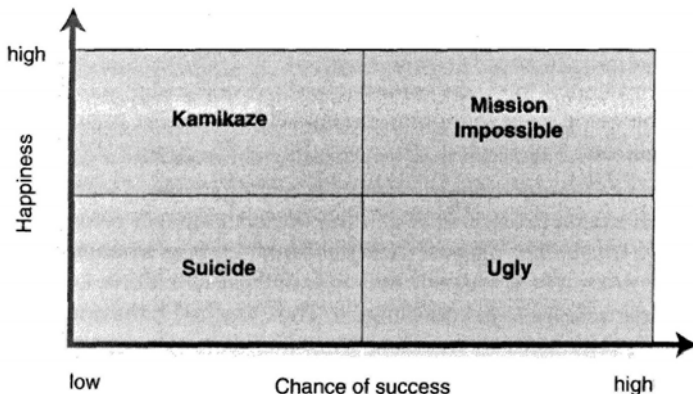 high
Kamikaze
Mission
Impossible
Happiness
Suicide
Ugly
low
Chance of success
high